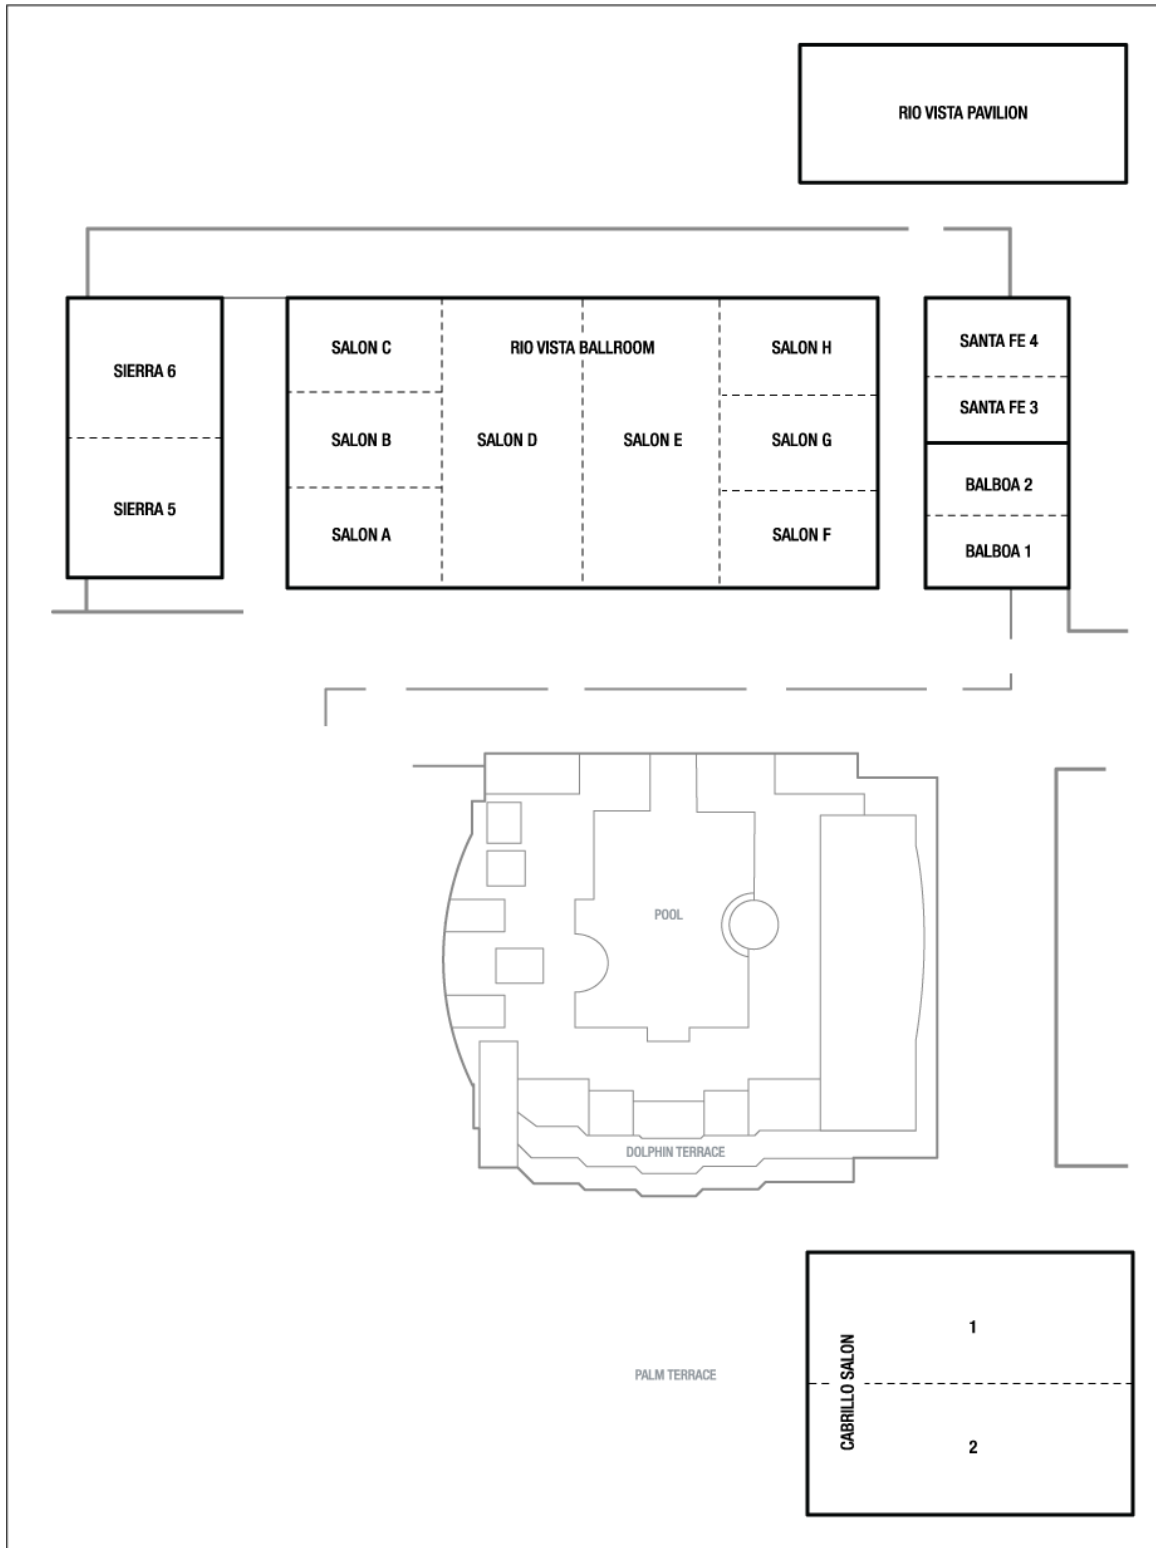 RIO VISTA PAVILION
SIERRA 6
SIERRA 5
SALON C
SALON B
SALON A
RIO VISTA BALLROOM
SALON D
SALON E
SALON H
SALON G
SALON F
SANTA FE 4
SANTA FE 3
BALBOA 2
BALBOA 1
POOL
DOLPHIN TERRACE
PALM TERRACE
CABRILLO SALON
1
2